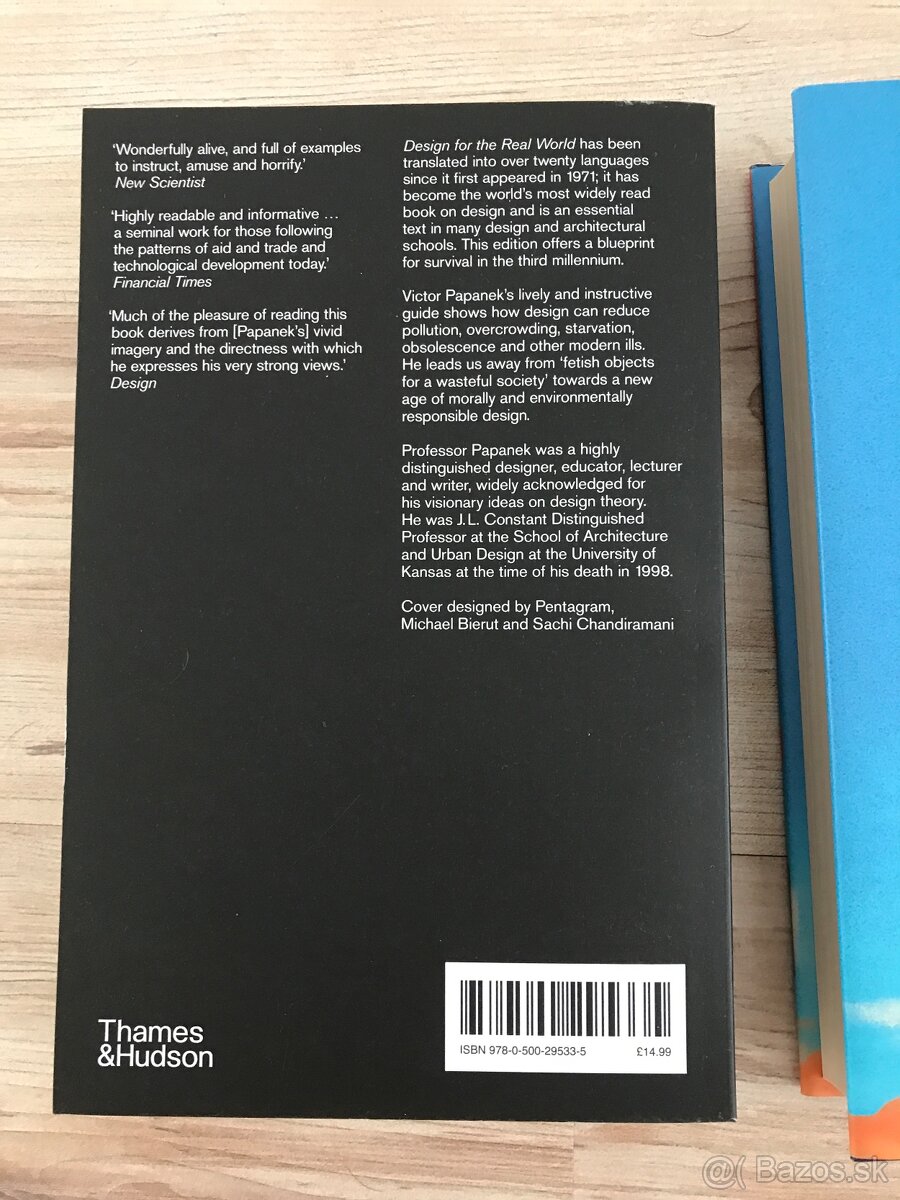 ‘Wonderfully alive, and full of examples
to instruct, amuse and horrify.’
New Scientist
‘Highly readable and informative …
a seminal work for those following
the patterns of aid and trade and
technological development today.’
Financial Times
‘Much of the pleasure of reading this
book derives from [Papanek’s] vivid
imagery and the directness with which
he expresses his very strong views.’
Design
Design for the Real World has been
translated into over twenty languages
since it first appeared in 1971; it has
become the world’s most widely read
book on design and is an essential
text in many design and architectural
schools. This edition offers a blueprint
for survival in the third millennium.
Victor Papanek’s lively and instructive
guide shows how design can reduce
pollution, overcrowding, starvation,
obsolescence and other modern ills.
He leads us away from ‘fetish objects
for a wasteful society’ towards a new
age of morally and environmentally
responsible design.
Professor Papanek was a highly
distinguished designer, educator, lecturer
and writer, widely acknowledged for
his visionary ideas on design theory.
He was J.L. Constant Distinguished
Professor at the School of Architecture
and Urban Design at the University of
Kansas at the time of his death in 1998.
Cover designed by Pentagram,
Michael Bierut and Sachi Chandiramani
Thames
&Hudson
ISBN 978-0-500-29533-5 £14.99
@( Bazos.sk